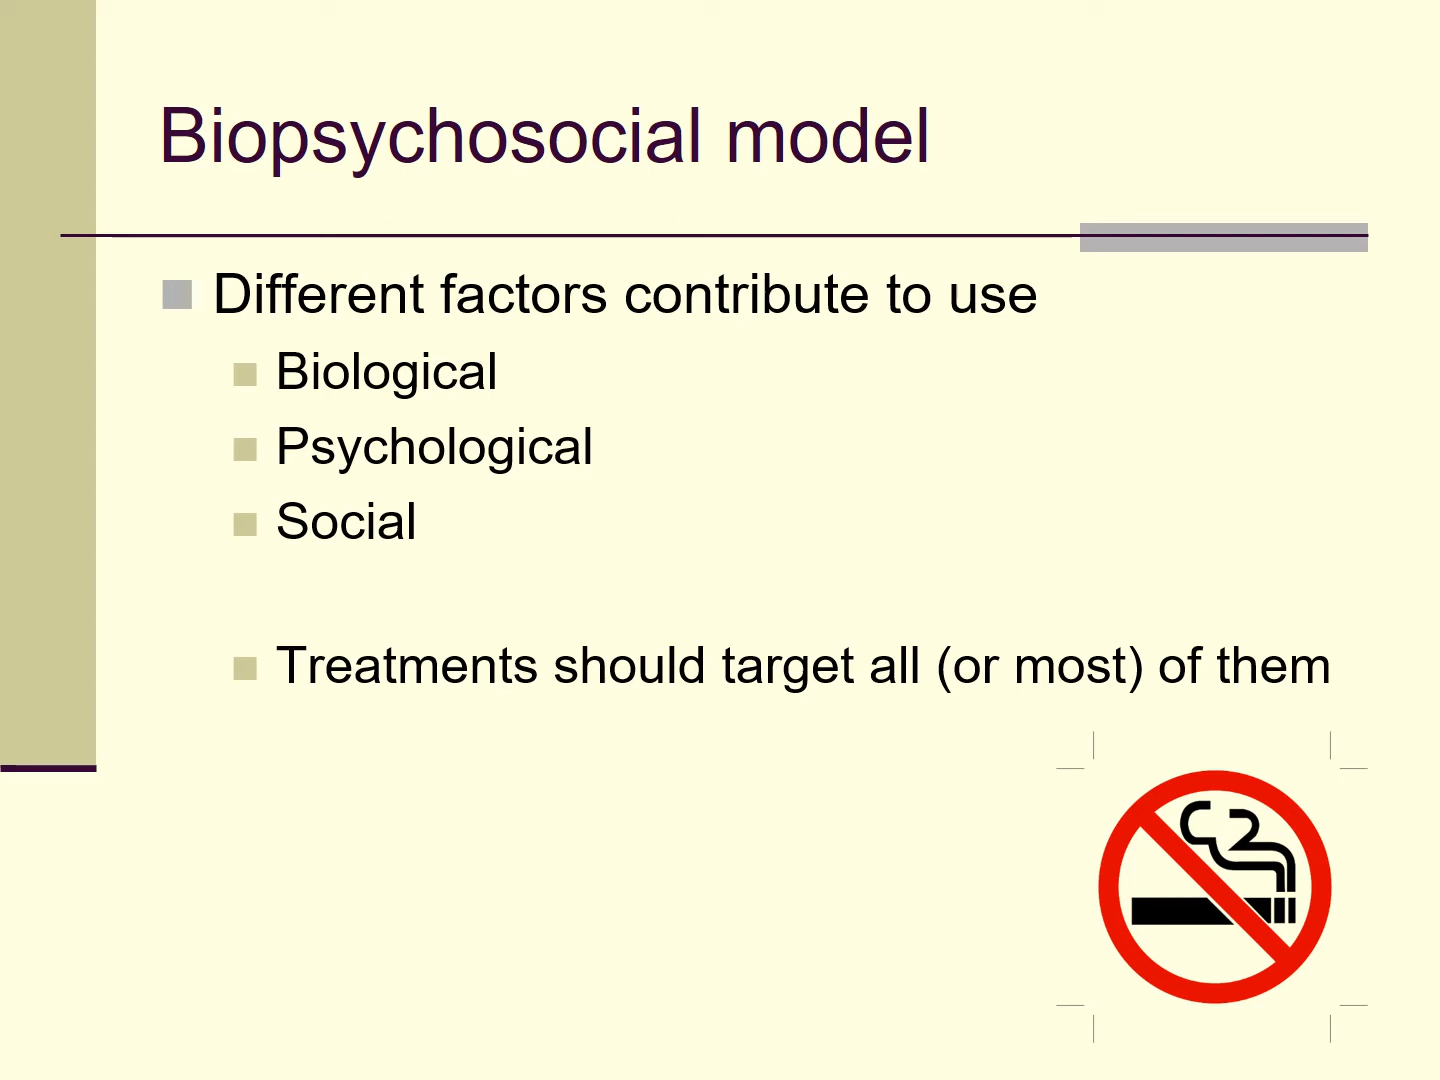 Biopsychosocial model
Different factors contribute to use
Biological
Psychological
Social
Treatments should target all (or most) of them